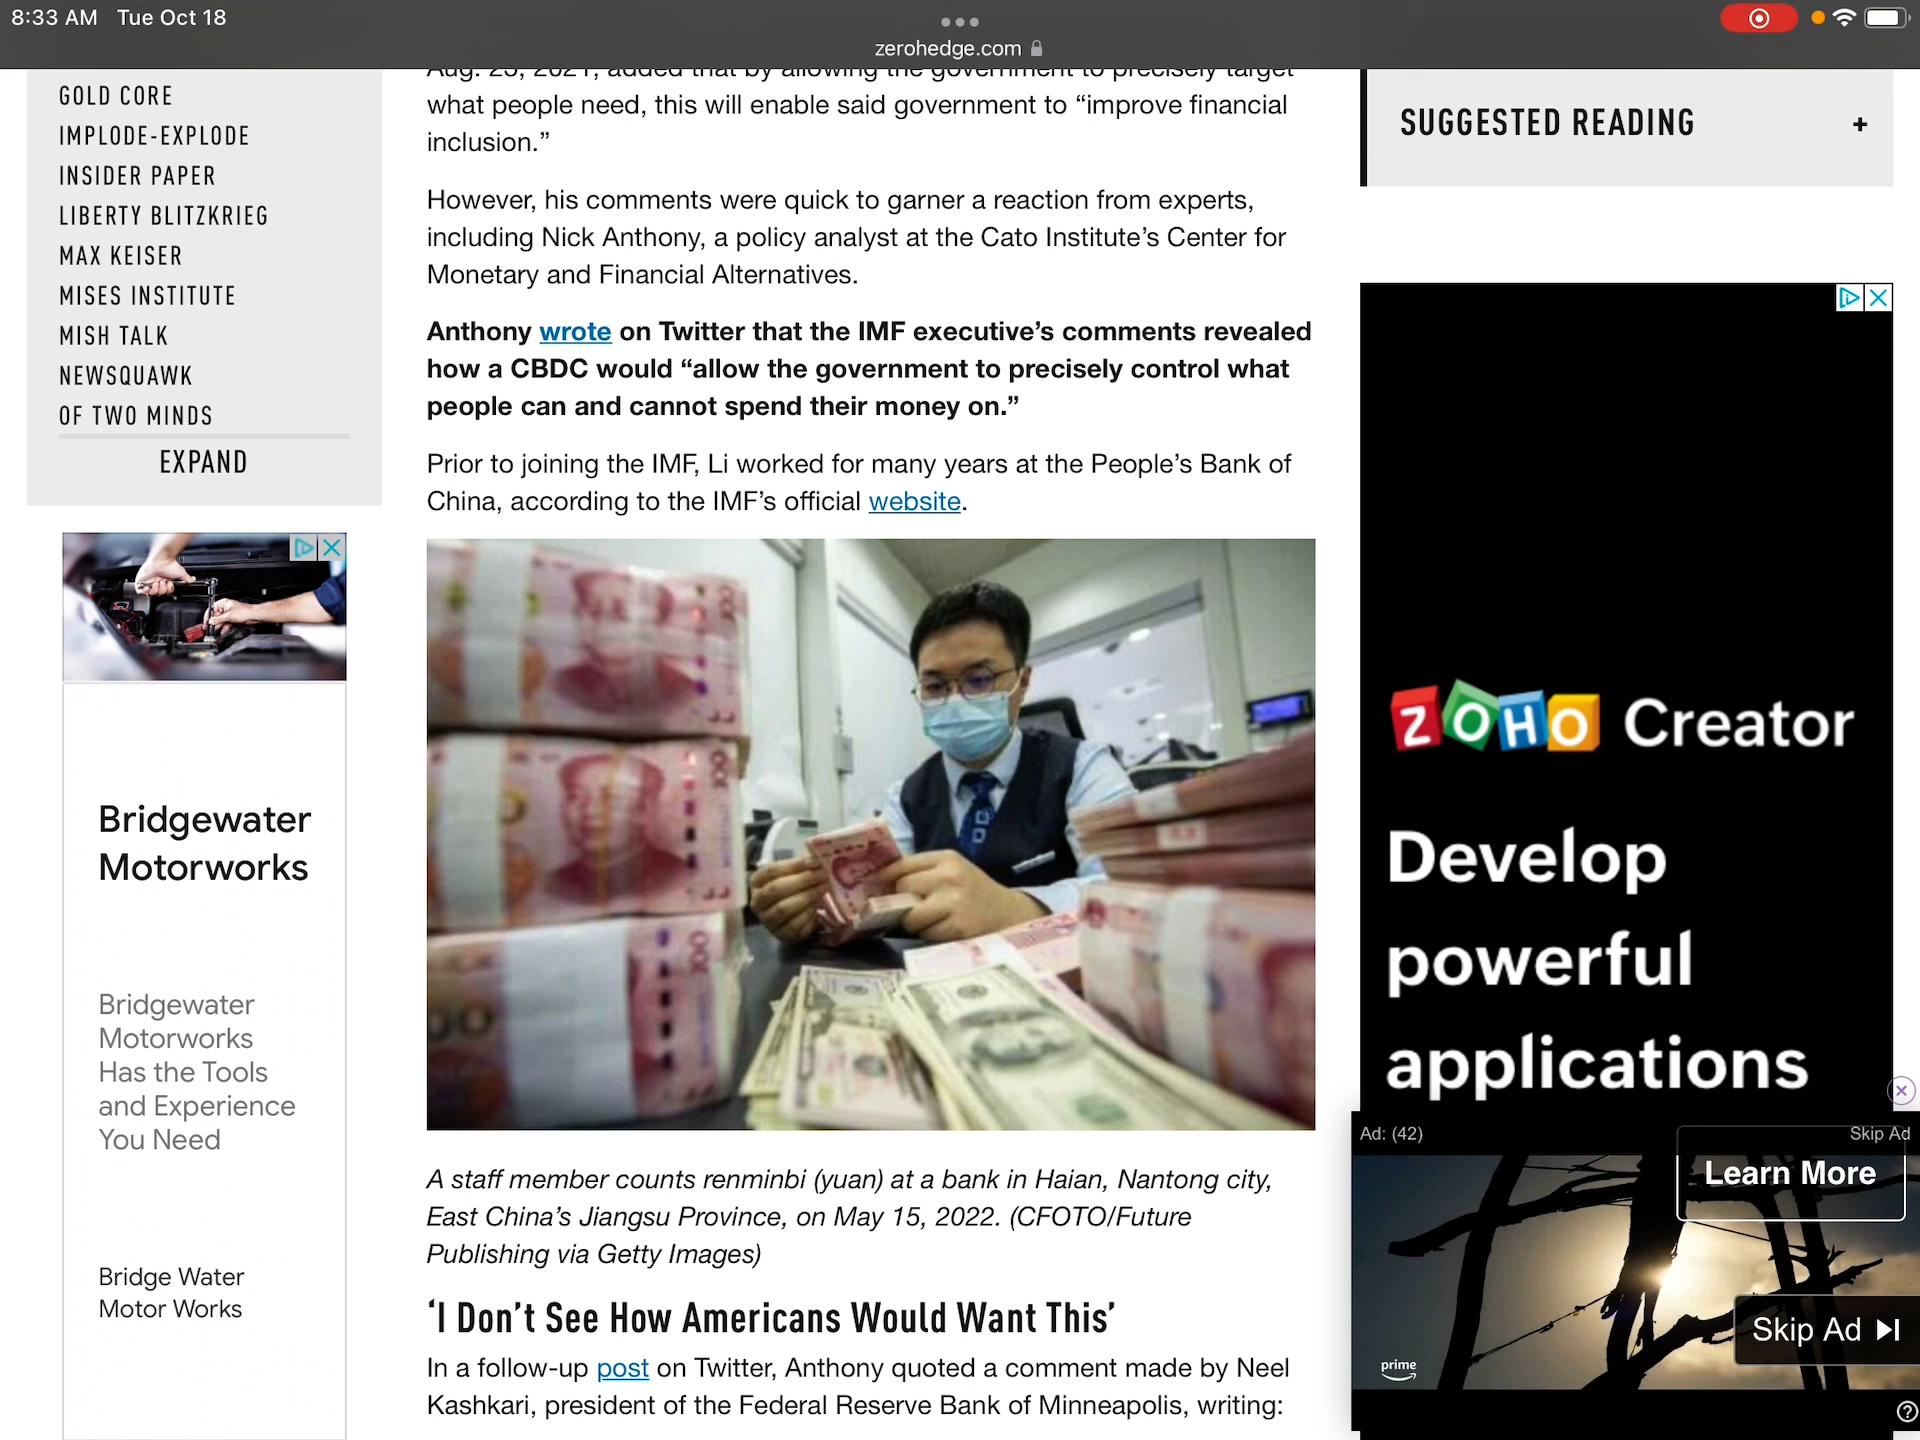 8:33 AM Tue Oct 18
zerohedge.com
GOLD CORE
IMPLODE-EXPLODE
INSIDER PAPER
LIBERTY BLITZKRIEG
MAX KEISER
MISES INSTITUTE
MISH TALK
NEWSQUAWK
OF TWO MINDS
EXPAND
Bridgewater
Motorworks
Bridgewater
Motorworks
Has the Tools
and Experience
You Need
Bridge Water
Motor Works
Aug. 23, 2021, added that by allowing the government to precisely target
what people need, this will enable said government to “improve financial
inclusion.”
However, his comments were quick to garner a reaction from experts,
including Nick Anthony, a policy analyst at the Cato Institute’s Center for
Monetary and Financial Alternatives.
Anthony wrote on Twitter that the IMF executive’s comments revealed
how a CBDC would “allow the government to precisely control what
people can and cannot spend their money on.”
Prior to joining the IMF, Li worked for many years at the People’s Bank of
China, according to the IMF’s official website.
A staff member counts renminbi (yuan) at a bank in Haian, Nantong city,
East China’s Jiangsu Province, on May 15, 2022. (CFOTO/Future
Publishing via Getty Images)
‘I Don’t See How Americans Would Want This’
In a follow-up post on Twitter, Anthony quoted a comment made by Neel
Kashkari, president of the Federal Reserve Bank of Minneapolis, writing:
SUGGESTED READING +
ZOHO Creator
Develop
powerful
applications
Ad: (42) Skip Ad
Learn More
Skip Ad
prime